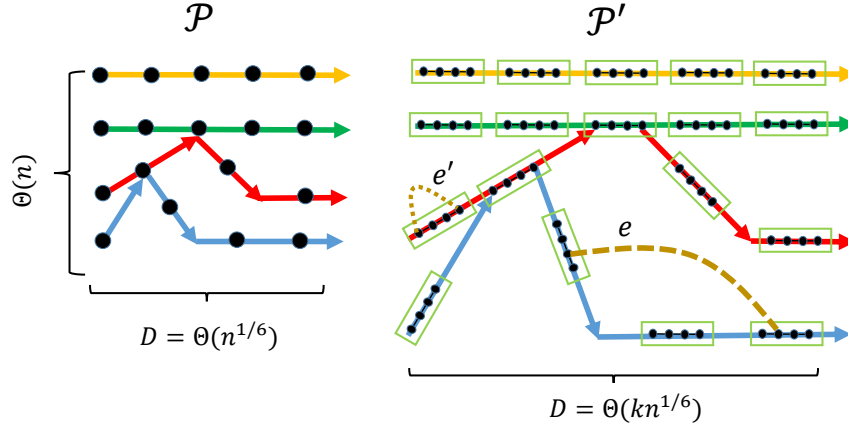 𝒫
𝒫′
Θ(n)
e′
e
D = Θ(n^{1/6})
D = Θ(kn^{1/6})